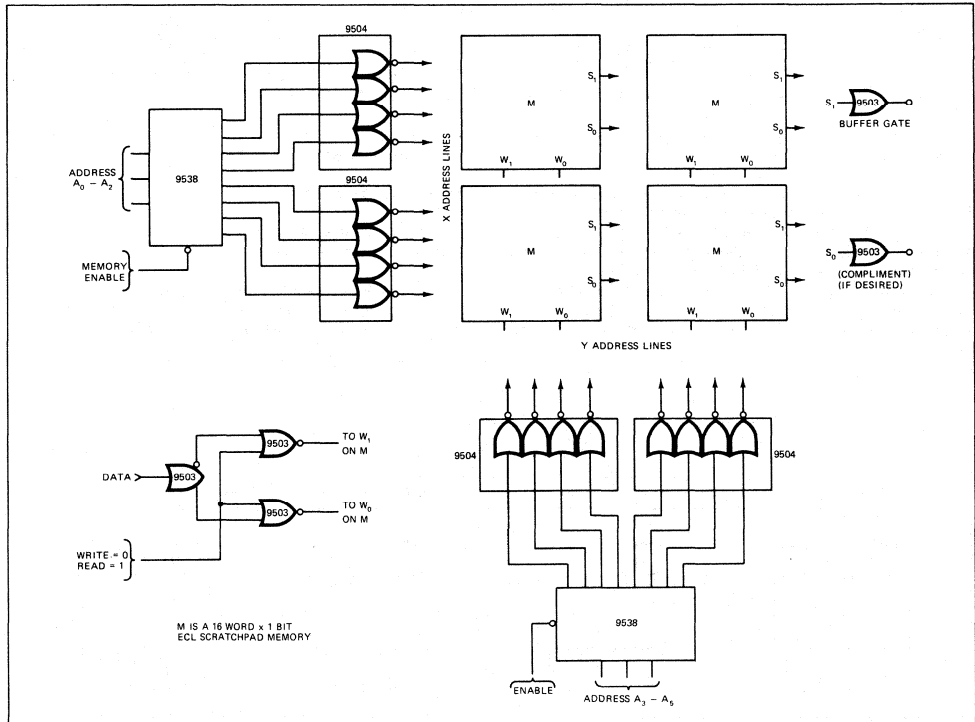 9504
S₁
S₁
M
M
S₁ 9503
BUFFER GATE
ADDRESS
A₀ – A₂
9538
S₀
S₀
X ADDRESS LINES
W₁ W₀
W₁ W₀
9504
S₁
S₁
M
M
S₀ 9503
(COMPLIMENT)
(IF DESIRED)
MEMORY
ENABLE
S₀
S₀
W₁ W₀
W₁ W₀
Y ADDRESS LINES
9503
TO W₁
ON M
9504
9504
DATA
9503
9503
TO W₀
ON M
WRITE = 0
READ = 1
M IS A 16 WORD x 1 BIT
ECL SCRATCHPAD MEMORY
9538
ENABLE
ADDRESS A₃ – A₅